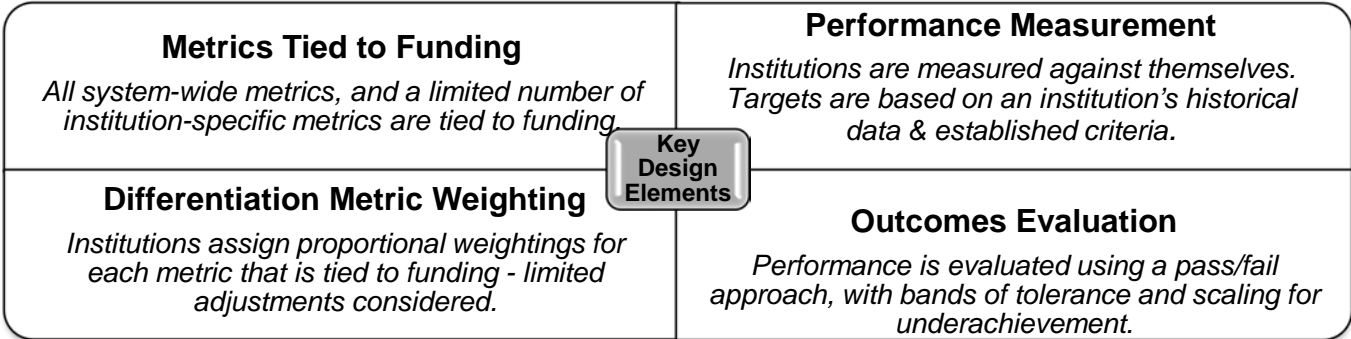 Metrics Tied to Funding
All system-wide metrics, and a limited number of
institution-specific metrics are tied to funding.
Performance Measurement
Institutions are measured against themselves.
Targets are based on an institution’s historical
data & established criteria.
Key
Design
Elements
Differentiation Metric Weighting
Institutions assign proportional weightings for
each metric that is tied to funding - limited
adjustments considered.
Outcomes Evaluation
Performance is evaluated using a pass/fail
approach, with bands of tolerance and scaling for
underachievement.